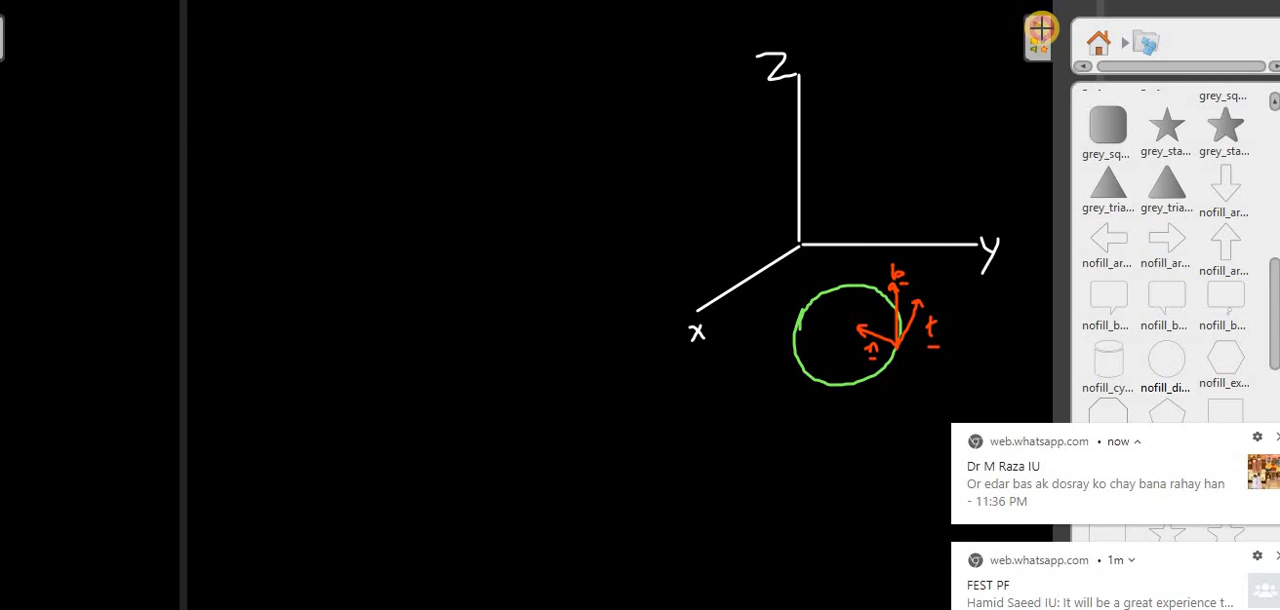 Z
y
x
b
t
n
grey_sq...
grey_sq... grey_sta... grey_sta...
grey_tria... grey_tria... nofill_ar...
nofill_ar... nofill_ar... nofill_ar...
nofill_b... nofill_b... nofill_b...
nofill_cy... nofill_di... nofill_ex...
web.whatsapp.com • now
Dr M Raza IU
Or edar bas ak dosray ko chay bana rahay han
- 11:36 PM
web.whatsapp.com • 1m
FEST PF
Hamid Saeed IU: It will be a great experience t...